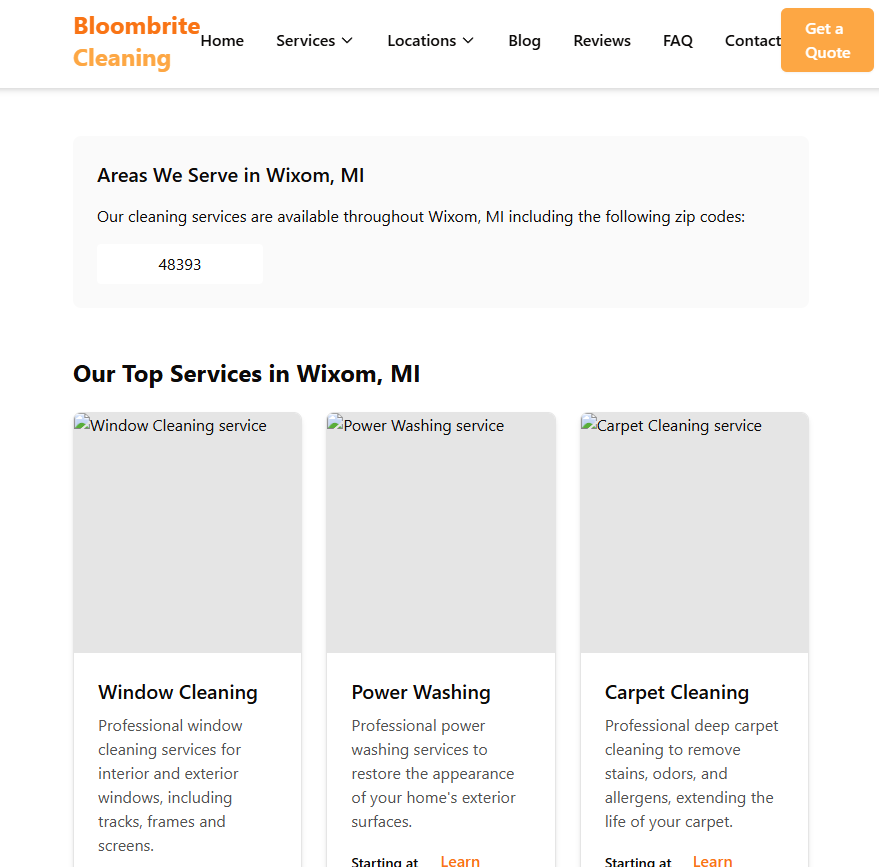 Bloombrite
Cleaning
Home Services Locations Blog Reviews FAQ Contact
Get a
Quote
Areas We Serve in Wixom, MI
Our cleaning services are available throughout Wixom, MI including the following zip codes:
48393
Our Top Services in Wixom, MI
Window Cleaning service
Power Washing service
Carpet Cleaning service
Window Cleaning
Professional window
cleaning services for
interior and exterior
windows, including
tracks, frames and
screens.
Power Washing
Professional power
washing services to
restore the appearance
of your home's exterior
surfaces.
Starting at Learn
Carpet Cleaning
Professional deep carpet
cleaning to remove
stains, odors, and
allergens, extending the
life of your carpet.
Starting at Learn